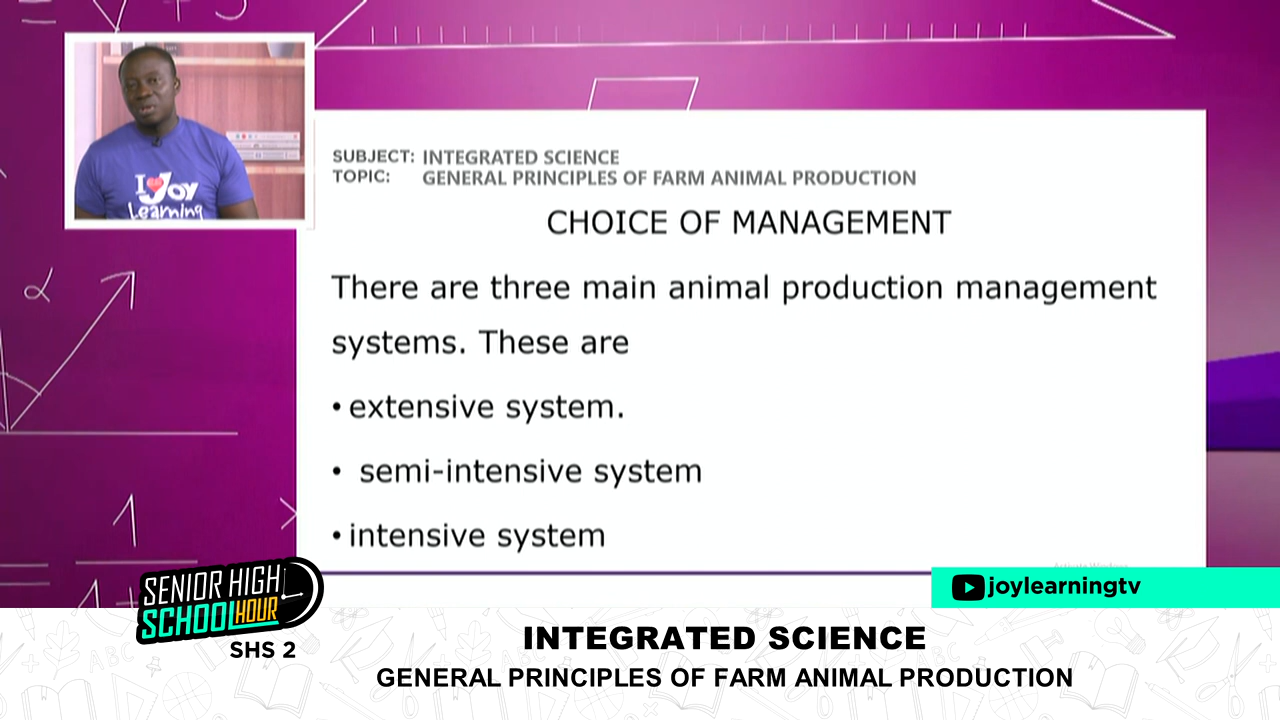 I ❤ Joy
Learning
SUBJECT: INTEGRATED SCIENCE
TOPIC: GENERAL PRINCIPLES OF FARM ANIMAL PRODUCTION
CHOICE OF MANAGEMENT
There are three main animal production management
systems. These are
• extensive system.
• semi-intensive system
• intensive system
SENIOR HIGH
SCHOOL HOUR
SHS 2
joylearningtv
INTEGRATED SCIENCE
GENERAL PRINCIPLES OF FARM ANIMAL PRODUCTION